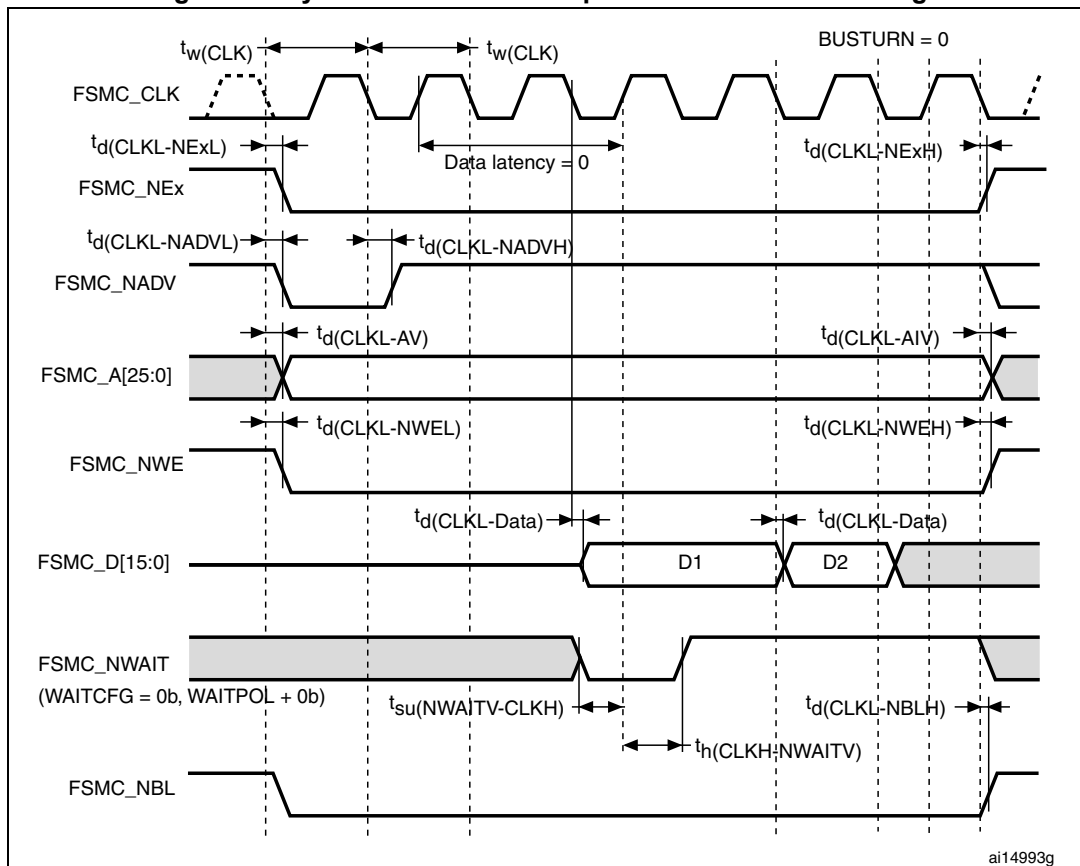 tw(CLK) tw(CLK) BUSTURN = 0
FSMC_CLK
td(CLKL-NExL) Data latency = 0 td(CLKL-NExH)
FSMC_NEx
td(CLKL-NADVL) td(CLKL-NADVH)
FSMC_NADV
td(CLKL-AV) td(CLKL-AIV)
FSMC_A[25:0]
td(CLKL-NWEL) td(CLKL-NWEH)
FSMC_NWE
td(CLKL-Data) td(CLKL-Data)
FSMC_D[15:0] D1 D2
FSMC_NWAIT
(WAITCFG = 0b, WAITPOL + 0b)
tsu(NWAITV-CLKH) td(CLKL-NBLH)
th(CLKH-NWAITV)
FSMC_NBL
ai14993g